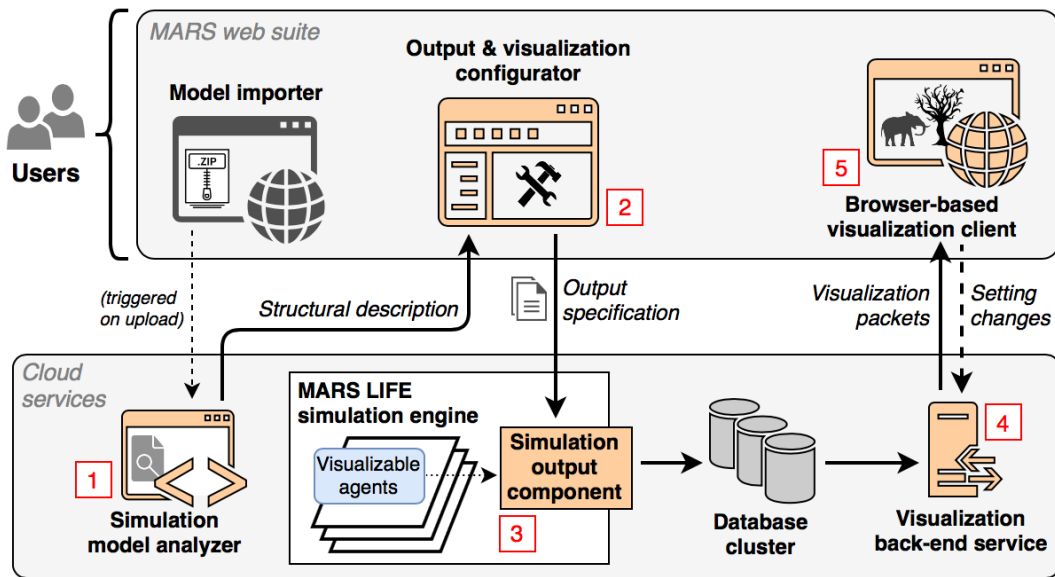 MARS web suite
Users
Model importer
.ZIP
Output & visualization
configurator
2
5
Browser-based
visualization client
(triggered
on upload)
Structural description
Output
specification
Visualization
packets
Setting
changes
Cloud
services
1
Simulation
model analyzer
MARS LIFE
simulation engine
Visualizable
agents
Simulation
output
component
3
Database
cluster
4
Visualization
back-end service